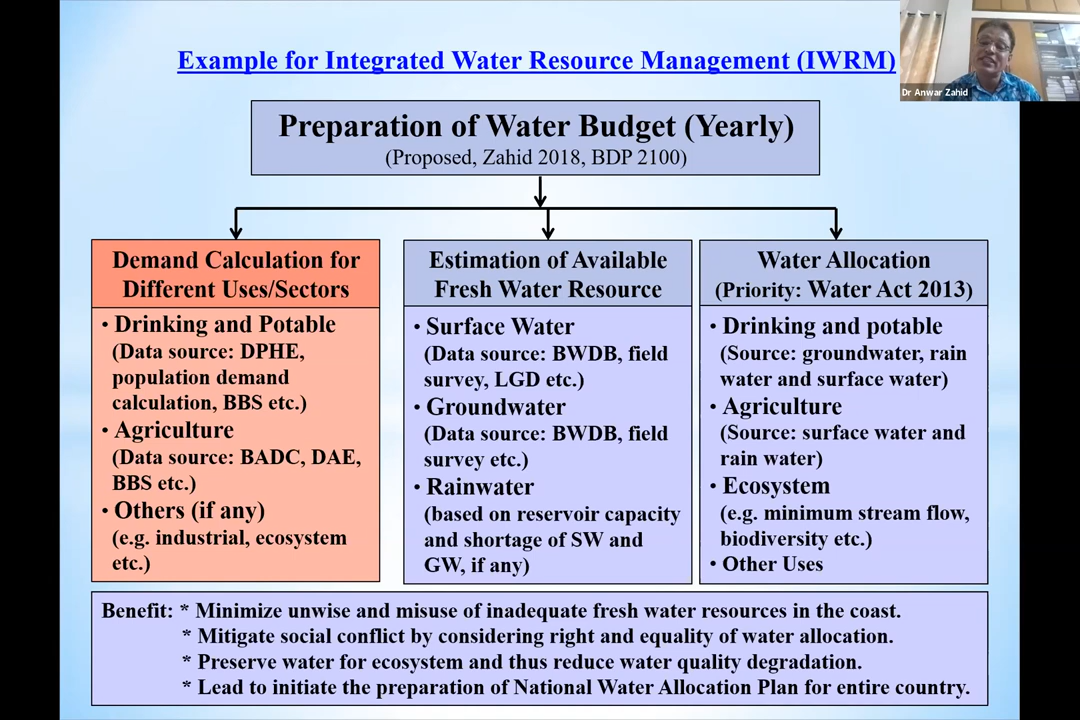 Example for Integrated Water Resource Management (IWRM)
Dr Anwar Zahid
Preparation of Water Budget (Yearly)
(Proposed, Zahid 2018, BDP 2100)
Demand Calculation for
Different Uses/Sectors
• Drinking and Potable
(Data source: DPHE,
population demand
calculation, BBS etc.)
• Agriculture
(Data source: BADC, DAE,
BBS etc.)
• Others (if any)
(e.g. industrial, ecosystem
etc.)
Estimation of Available
Fresh Water Resource
• Surface Water
(Data source: BWDB, field
survey, LGD etc.)
• Groundwater
(Data source: BWDB, field
survey etc.)
• Rainwater
(based on reservoir capacity
and shortage of SW and
GW, if any)
Water Allocation
(Priority: Water Act 2013)
• Drinking and potable
(Source: groundwater, rain
water and surface water)
• Agriculture
(Source: surface water and
rain water)
• Ecosystem
(e.g. minimum stream flow,
biodiversity etc.)
• Other Uses
Benefit: * Minimize unwise and misuse of inadequate fresh water resources in the coast.
* Mitigate social conflict by considering right and equality of water allocation.
* Preserve water for ecosystem and thus reduce water quality degradation.
* Lead to initiate the preparation of National Water Allocation Plan for entire country.